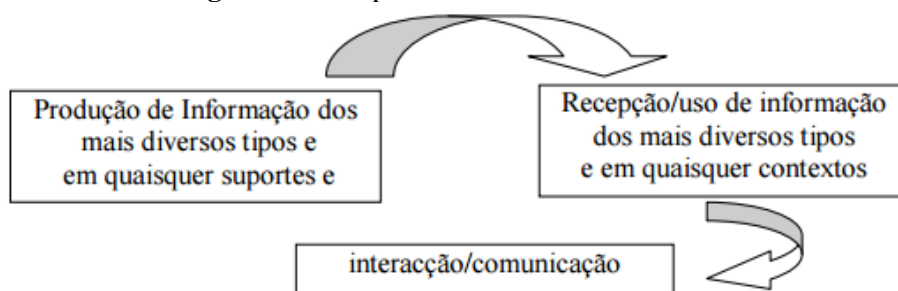 Produção de Informação dos
mais diversos tipos e
em quaisquer suportes e
Recepção/uso de informação
dos mais diversos tipos
e em quaisquer contextos
interacção/comunicação